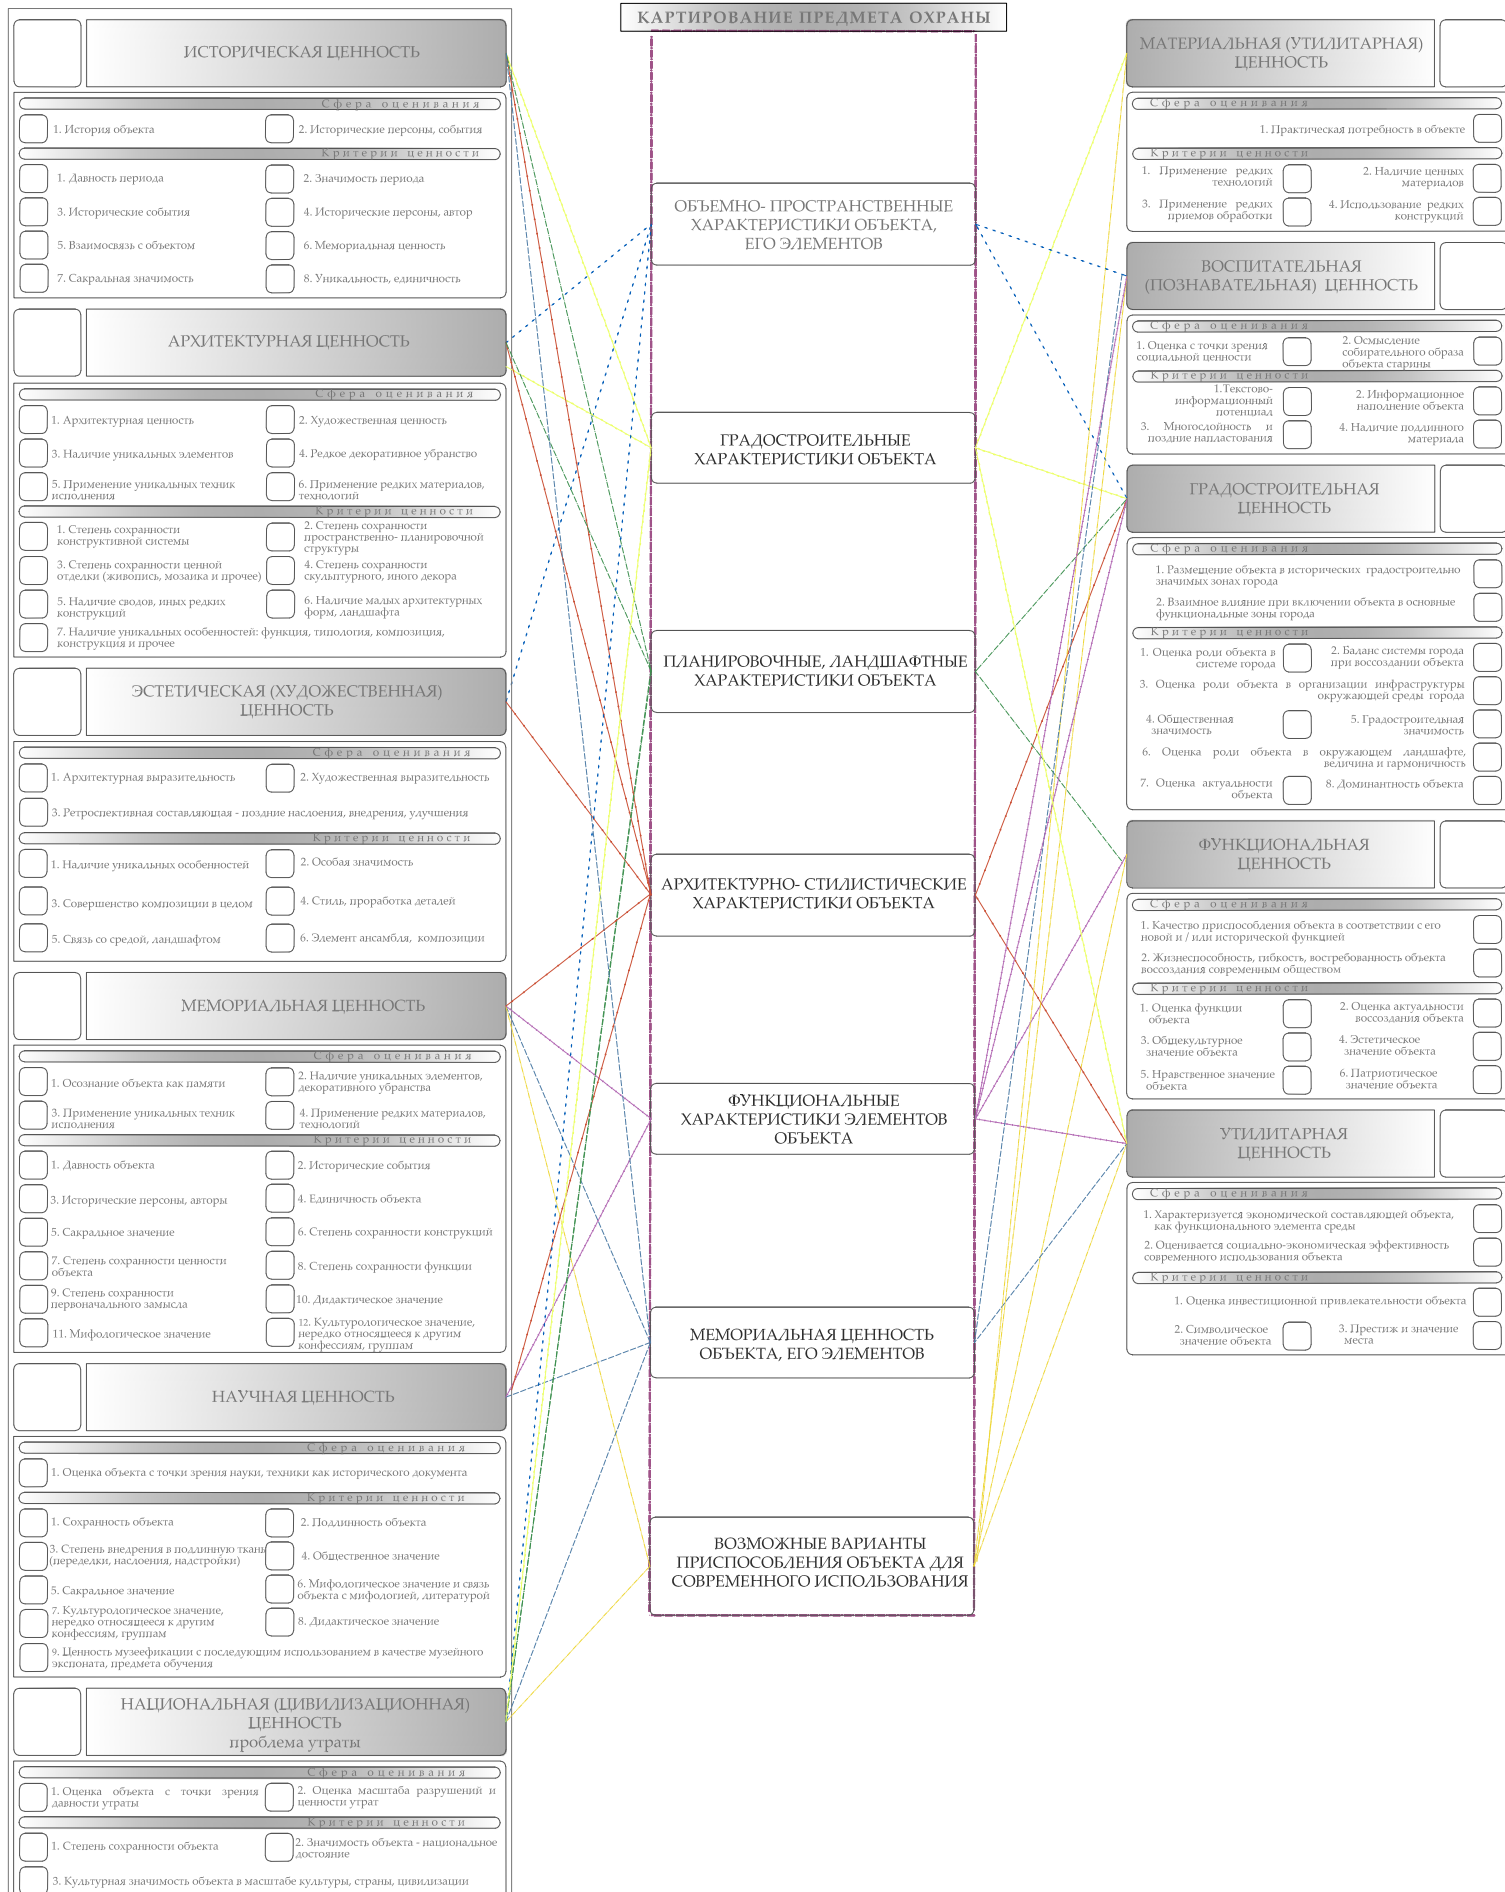 КАРТИРОВАНИЕ ПРЕДМЕТА ОХРАНЫ
ИСТОРИЧЕСКАЯ ЦЕННОСТЬ
Сфера оценивания
1. История объекта
2. Исторические персоны, события
Критерии ценности
1. Давность периода
2. Значимость периода
3. Исторические события
4. Исторические персоны, автор
5. Взаимосвязь с объектом
6. Мемориальная ценность
7. Сакральная значимость
8. Уникальность, единичность
АРХИТЕКТУРНАЯ ЦЕННОСТЬ
Сфера оценивания
1. Архитектурная ценность
2. Художественная ценность
3. Наличие уникальных элементов
4. Редкое декоративное убранство
5. Применение уникальных техник
исполнения
6. Применение редких материалов,
технологий
Критерии ценности
1. Степень сохранности
конструктивной системы
2. Степень сохранности
пространственно- планировочной
структуры
3. Степень сохранности ценной
отделки (живопись, мозаика и прочее)
4. Степень сохранности
скульптурного, иного декора
5. Наличие сводов, иных редких
конструкций
6. Наличие малых архитектурных
форм, ландшафта
7. Наличие уникальных особенностей: функция, типология, композиция,
конструкция и прочее
ЭСТЕТИЧЕСКАЯ (ХУДОЖЕСТВЕННАЯ)
ЦЕННОСТЬ
Сфера оценивания
1. Архитектурная выразительность
2. Художественная выразительность
3. Ретроспективная составляющая - поздние наслоения, внедрения, улучшения
Критерии ценности
1. Наличие уникальных особенностей
2. Особая значимость
3. Совершенство композиции в целом
4. Стиль, проработка деталей
5. Связь со средой, ландшафтом
6. Элемент ансамбля, композиции
МЕМОРИАЛЬНАЯ ЦЕННОСТЬ
Сфера оценивания
1. Осознание объекта как памяти
2. Наличие уникальных элементов,
декоративного убранства
3. Применение уникальных техник
исполнения
4. Применение редких материалов,
технологий
Критерии ценности
1. Давность объекта
2. Исторические события
3. Исторические персоны, авторы
4. Единичность объекта
5. Сакральное значение
6. Степень сохранности конструкций
7. Степень сохранности ценности
объекта
8. Степень сохранности функции
9. Степень сохранности
первоначального замысла
10. Дидактическое значение
11. Мифологическое значение
12. Культурологическое значение,
нередко относящееся к другим
конфессиям, группам
НАУЧНАЯ ЦЕННОСТЬ
Сфера оценивания
1. Оценка объекта с точки зрения науки, техники как исторического документа
Критерии ценности
1. Сохранность объекта
2. Подлинность объекта
3. Степень внедрения в подлинную ткань
(переделки, наслоения, надстройки)
4. Общественное значение
5. Сакральное значение
6. Мифологическое значение и связь
объекта с мифологией, литературой
7. Культурологическое значение,
нередко относящееся к другим
конфессиям, группам
8. Дидактическое значение
9. Ценность музеефикации с последующим использованием в качестве музейного
экспоната, предмета обучения
НАЦИОНАЛЬНАЯ (ЦИВИЛИЗАЦИОННАЯ)
ЦЕННОСТЬ
проблема утраты
Сфера оценивания
1. Оценка объекта с точки зрения
давности утраты
2. Оценка масштаба разрушений и
ценности утрат
Критерии ценности
1. Степень сохранности объекта
2. Значимость объекта - национальное
достояние
3. Культурная значимость объекта в масштабе культуры, страны, цивилизации
ОБЪЕМНО- ПРОСТРАНСТВЕННЫЕ
ХАРАКТЕРИСТИКИ ОБЪЕКТА,
ЕГО ЭЛЕМЕНТОВ
ГРАДОСТРОИТЕЛЬНЫЕ
ХАРАКТЕРИСТИКИ ОБЪЕКТА
ПЛАНИРОВОЧНЫЕ, ЛАНДШАФТНЫЕ
ХАРАКТЕРИСТИКИ ОБЪЕКТА
АРХИТЕКТУРНО- СТИЛИСТИЧЕСКИЕ
ХАРАКТЕРИСТИКИ ОБЪЕКТА
ФУНКЦИОНАЛЬНЫЕ
ХАРАКТЕРИСТИКИ ЭЛЕМЕНТОВ
ОБЪЕКТА
МЕМОРИАЛЬНАЯ ЦЕННОСТЬ
ОБЪЕКТА, ЕГО ЭЛЕМЕНТОВ
ВОЗМОЖНЫЕ ВАРИАНТЫ
ПРИСПОСОБЛЕНИЯ ОБЪЕКТА ДЛЯ
СОВРЕМЕННОГО ИСПОЛЬЗОВАНИЯ
МАТЕРИАЛЬНАЯ (УТИЛИТАРНАЯ)
ЦЕННОСТЬ
Сфера оценивания
1. Практическая потребность в объекте
Критерии ценности
1. Применение редких
технологий
2. Наличие ценных
материалов
3. Применение редких
приемов обработки
4. Использование редких
конструкций
ВОСПИТАТЕЛЬНАЯ
(ПОЗНАВАТЕЛЬНАЯ) ЦЕННОСТЬ
Сфера оценивания
1. Оценка с точки зрения
социальной ценности
2. Осмысление
собирательного образа
объекта старины
Критерии ценности
1.Текстово-
информационный
потенциал
2. Информационное
наполнение объекта
3. Многослойность и
поздние напластования
4. Наличие подлинного
материала
ГРАДОСТРОИТЕЛЬНАЯ
ЦЕННОСТЬ
Сфера оценивания
1. Размещение объекта в исторических градостроительно
значимых зонах города
2. Взаимное влияние при включении объекта в основные
функциональные зоны города
Критерии ценности
1. Оценка роли объекта в
системе города
2. Баланс системы города
при воссоздании объекта
3. Оценка роли объекта в организации инфраструктуры
окружающей среды города
4. Общественная
значимость
5. Градостроительная
значимость
6. Оценка роли объекта в окружающем ландшафте,
величина и гармоничность
7. Оценка актуальности
объекта
8. Доминантность объекта
ФУНКЦИОНАЛЬНАЯ
ЦЕННОСТЬ
Сфера оценивания
1. Качество приспособления объекта в соответствии с его
новой и / или исторической функцией
2. Жизнеспособность, гибкость, востребованность объекта
воссоздания современным обществом
Критерии ценности
1. Оценка функции
объекта
2. Оценка актуальности
воссоздания объекта
3. Общекультурное
значение объекта
4. Эстетическое
значение объекта
5. Нравственное значение
объекта
6. Патриотическое
значение объекта
УТИЛИТАРНАЯ
ЦЕННОСТЬ
Сфера оценивания
1. Характеризуется экономической составляющей объекта,
как функционального элемента среды
2. Оценивается социально-экономическая эффективность
современного использования объекта
Критерии ценности
1. Оценка инвестиционной привлекательности объекта
2. Символическое
значение объекта
3. Престиж и значение
места